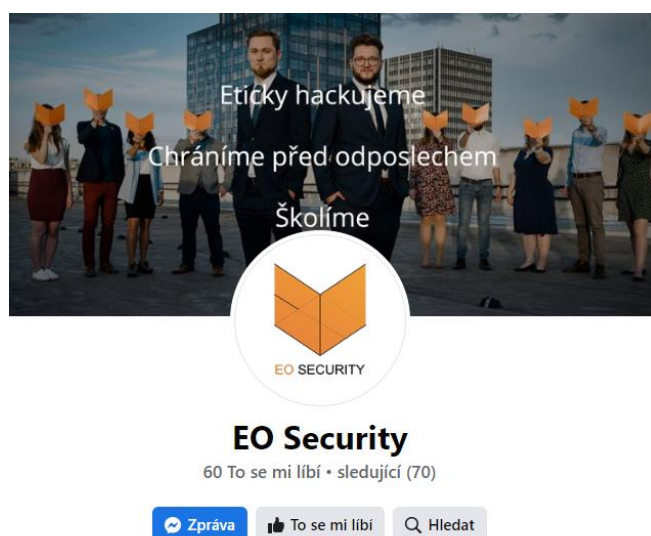 Eticky hackujeme
Chráníme před odposlechem
Školíme
EO SECURITY
EO Security
60 To se mi líbí • sledující (70)
Zpráva
To se mi líbí
Hledat